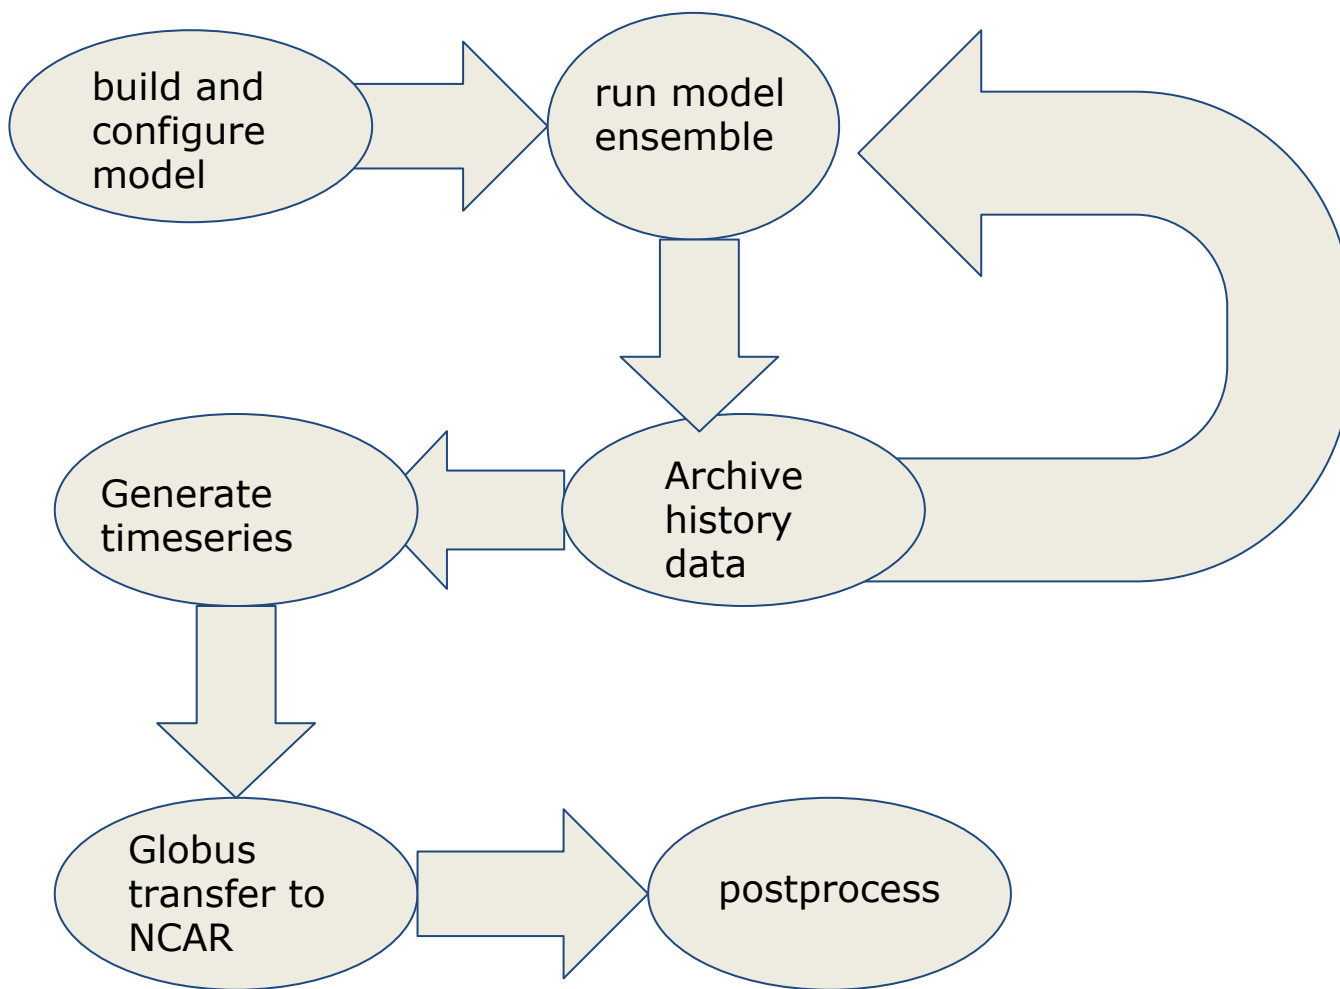 build and
configure
model
run model
ensemble
Archive
history
data
Generate
timeseries
Globus
transfer to
NCAR
postprocess